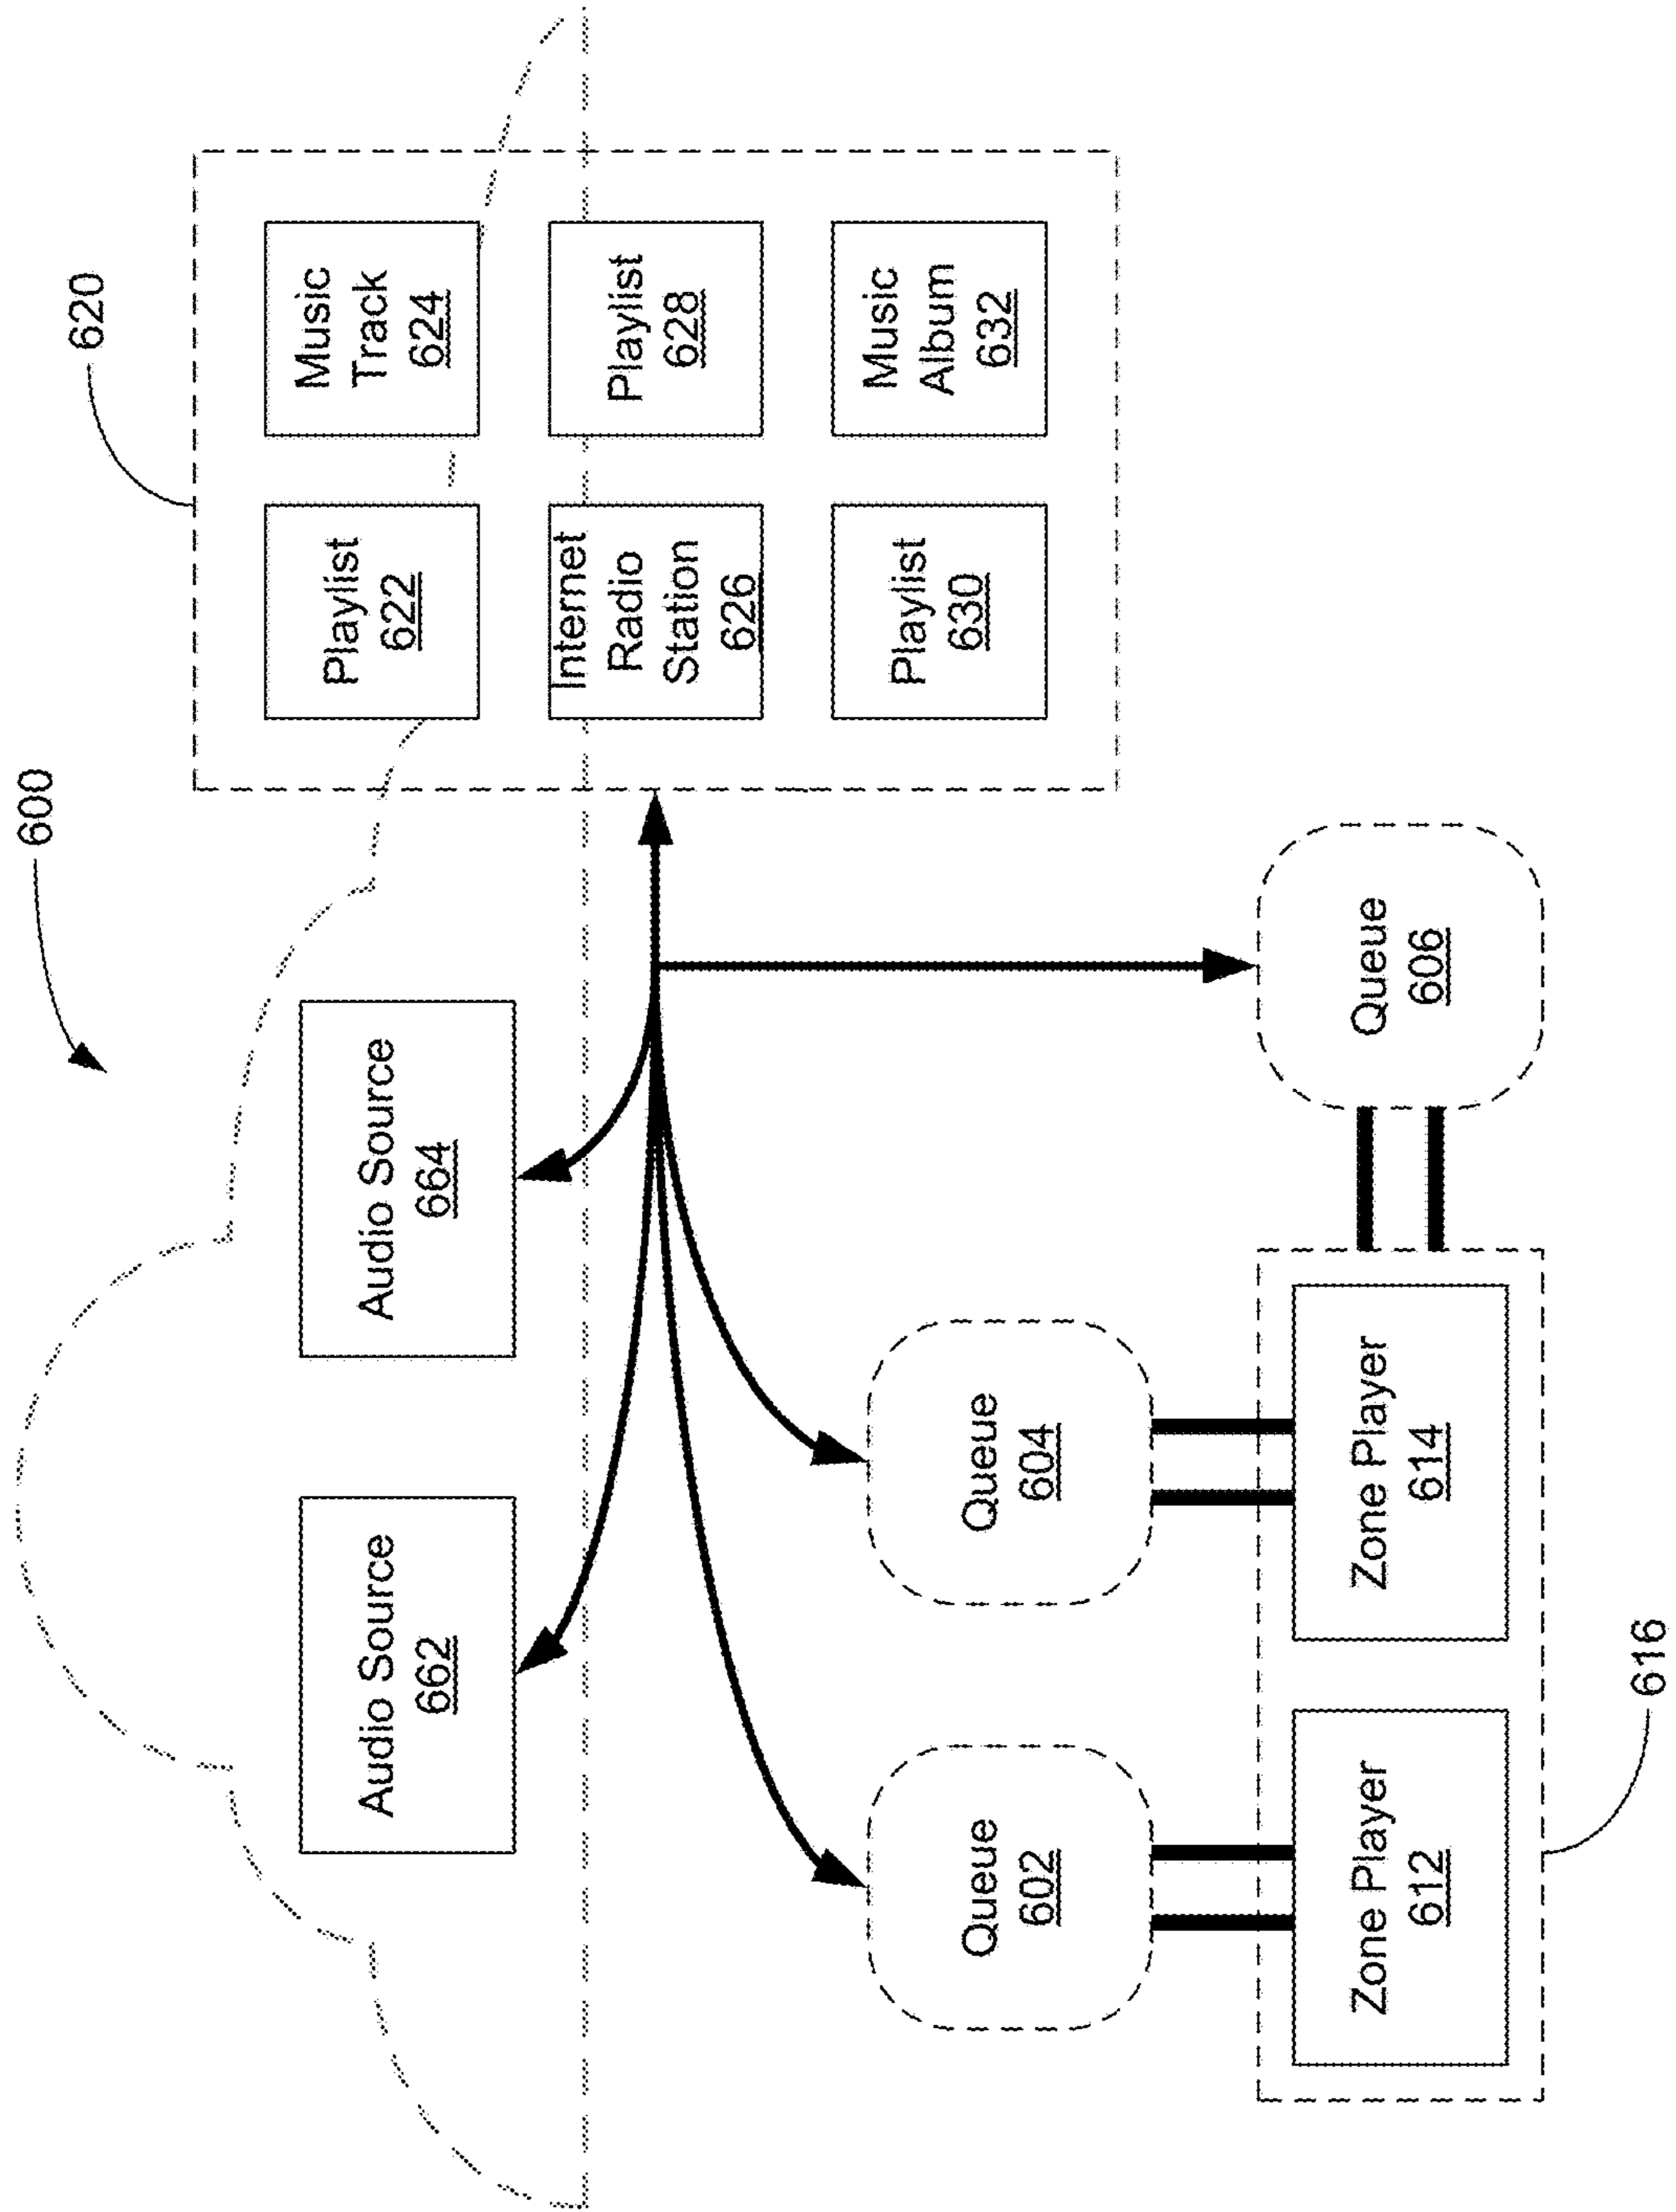 600
620
Audio Source
662
Audio Source
664
Playlist
622
Music
Track
624
Internet
Radio
Station
626
Playlist
628
Playlist
630
Music
Album
632
Queue
602
Queue
604
Queue
606
Zone Player
612
Zone Player
614
616